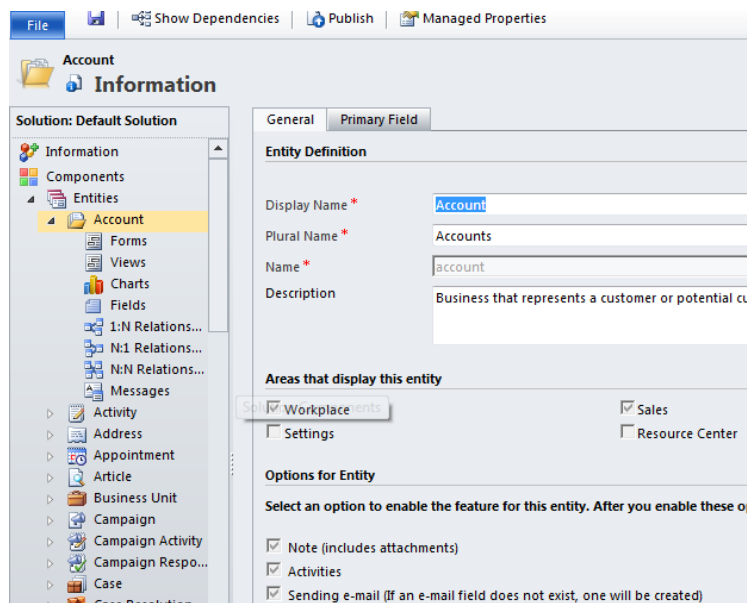 File Show Dependencies Publish Managed Properties
Account
Information
Solution: Default Solution
Information
Components
Entities
Account
Forms
Views
Charts
Fields
1:N Relations...
N:1 Relations...
N:N Relations...
Messages
Activity
Address
Appointment
Article
Business Unit
Campaign
Campaign Activity
Campaign Respo...
Case
Case Resolution
General Primary Field
Entity Definition
Display Name * Account
Plural Name * Accounts
Name * account
Description Business that represents a customer or potential cu
Areas that display this entity
Workplace Sales
Settings Resource Center
Options for Entity
Select an option to enable the feature for this entity. After you enable these o
Note (includes attachments)
Activities
Sending e-mail (If an e-mail field does not exist, one will be created)